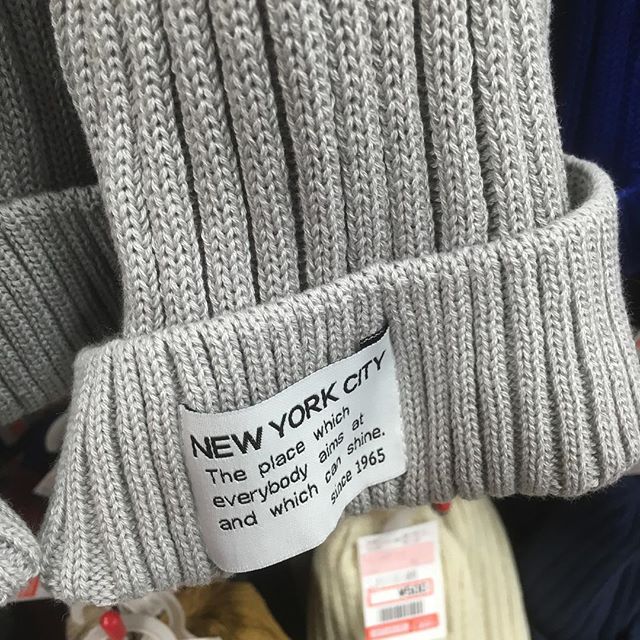 NEW YORK CITY
The place which
everybody aims at
and which can shine.
since 1965